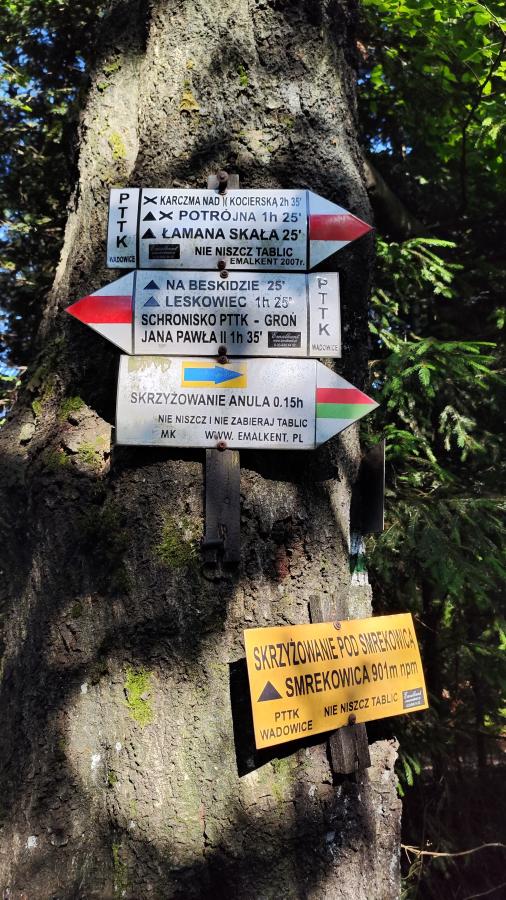 PTTK
WADOWICE
KARCZMA NAD )( KOCIERSKĄ 2h 35'
POTRÓJNA 1h 25'
ŁAMANA SKAŁA 25'
NIE NISZCZ TABLIC
EMALKENT 2007r.
NA BESKIDZIE 25'
LESKOWIEC 1h 25'
SCHRONISKO PTTK - GROŃ
JANA PAWŁA II 1h 35'
PTTK
WADOWICE
SKRZYŻOWANIE ANULA 0.15h
NIE NISZCZ I NIE ZABIERAJ TABLIC
MK WWW. EMALKENT. PL
SKRZYŻOWANIE POD SMREKOWICĄ
SMREKOWICA 901m npm
PTTK
WADOWICE
NIE NISZCZ TABLIC